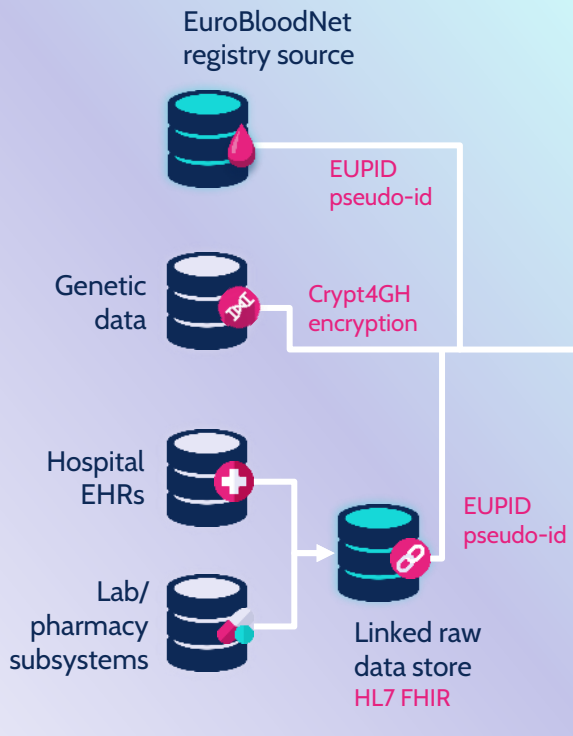 EuroBloodNet
registry source
EUPID
pseudo-id
Genetic
data
Crypt4GH
encryption
Hospital
EHRs
EUPID
pseudo-id
Lab/
pharmacy
subsystems
Linked raw
data store
HL7 FHIR